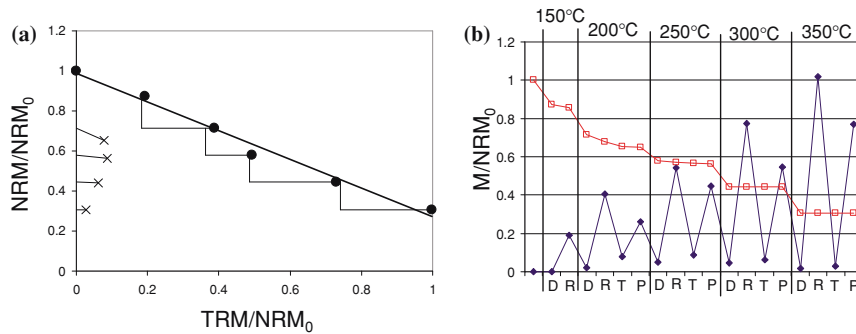 (a)
1.2
1
0.8
0.6
0.4
0.2
0
0 0.2 0.4 0.6 0.8 1
NRM/NRM₀
TRM/NRM₀
(b)
150°C
200°C 250°C 300°C 350°C
1.2
1
0.8
0.6
0.4
0.2
0
M/NRM₀
D R D R T P D R T P D R T P D R T P